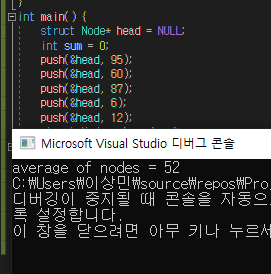 }
int main() {
struct Node* head = NULL;
int sum = 0;
push(&head, 95);
push(&head, 60);
push(&head, 87);
push(&head, 6);
push(&head, 12);
Microsoft Visual Studio 디버그 콘솔
average of nodes = 52
C:₩Users₩이상민₩source₩repos₩Pro
디버깅이 중지될 때 콘솔을 자동으
록 설정합니다.
이 창을 닫으려면 아무 키나 누르세